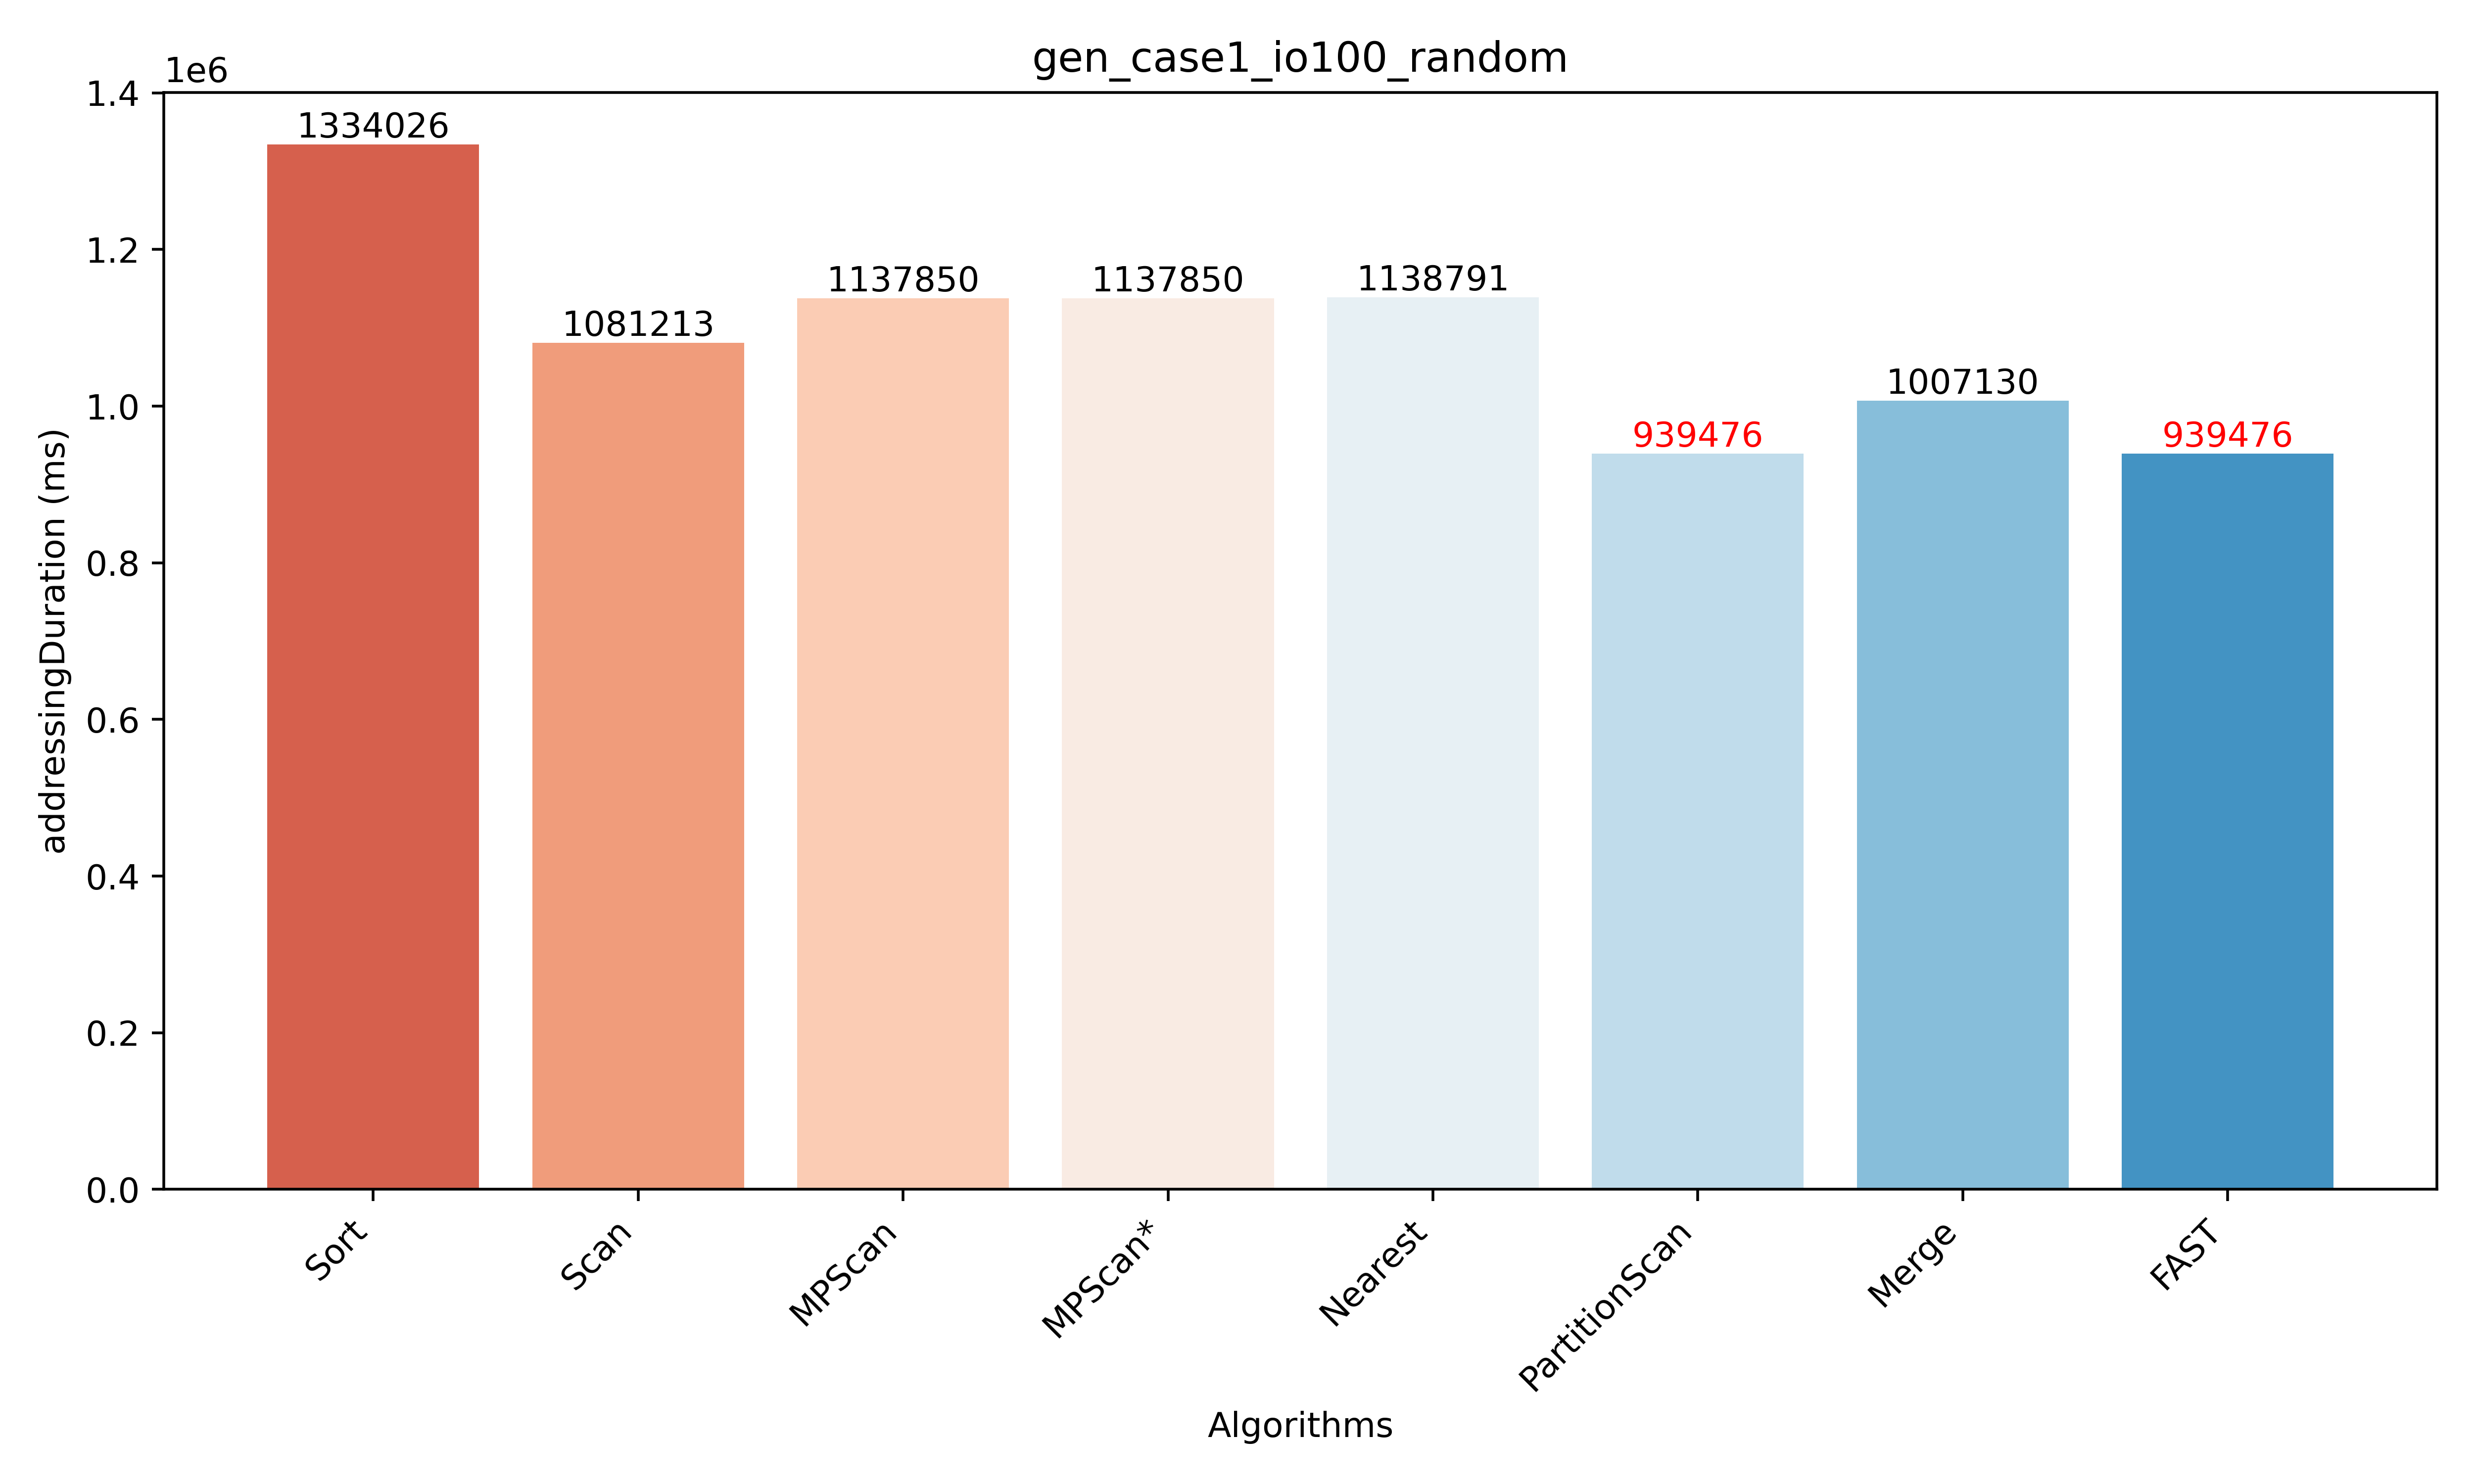 gen_case1_io100_random
1e6
1.4
1.2
1.0
0.8
0.6
0.4
0.2
0.0
addressingDuration (ms)
1334026
1081213
1137850
1137850
1138791
939476
1007130
939476
Sort
Scan
MPScan
MPScan*
Nearest
PartitionScan
Merge
FAST
Algorithms